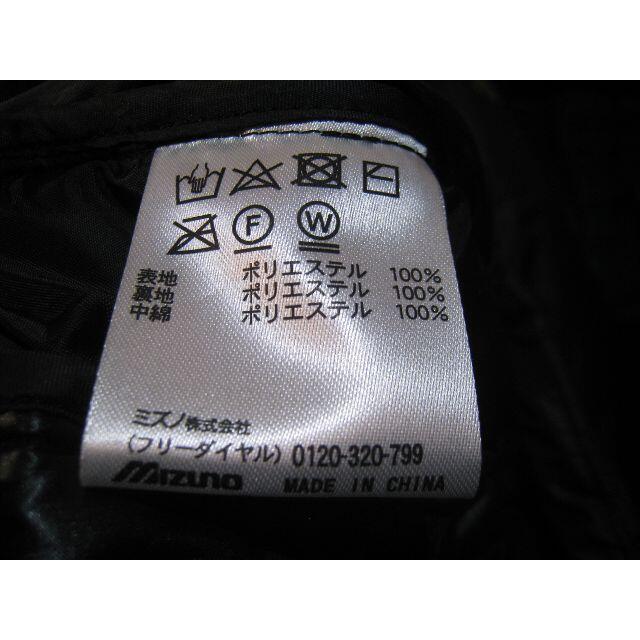 F W
表地 ポリエステル 100%
裏地 ポリエステル 100%
中綿 ポリエステル 100%
ミズノ株式会社
(フリーダイヤル) 0120-320-799
Mizuno MADE IN CHINA